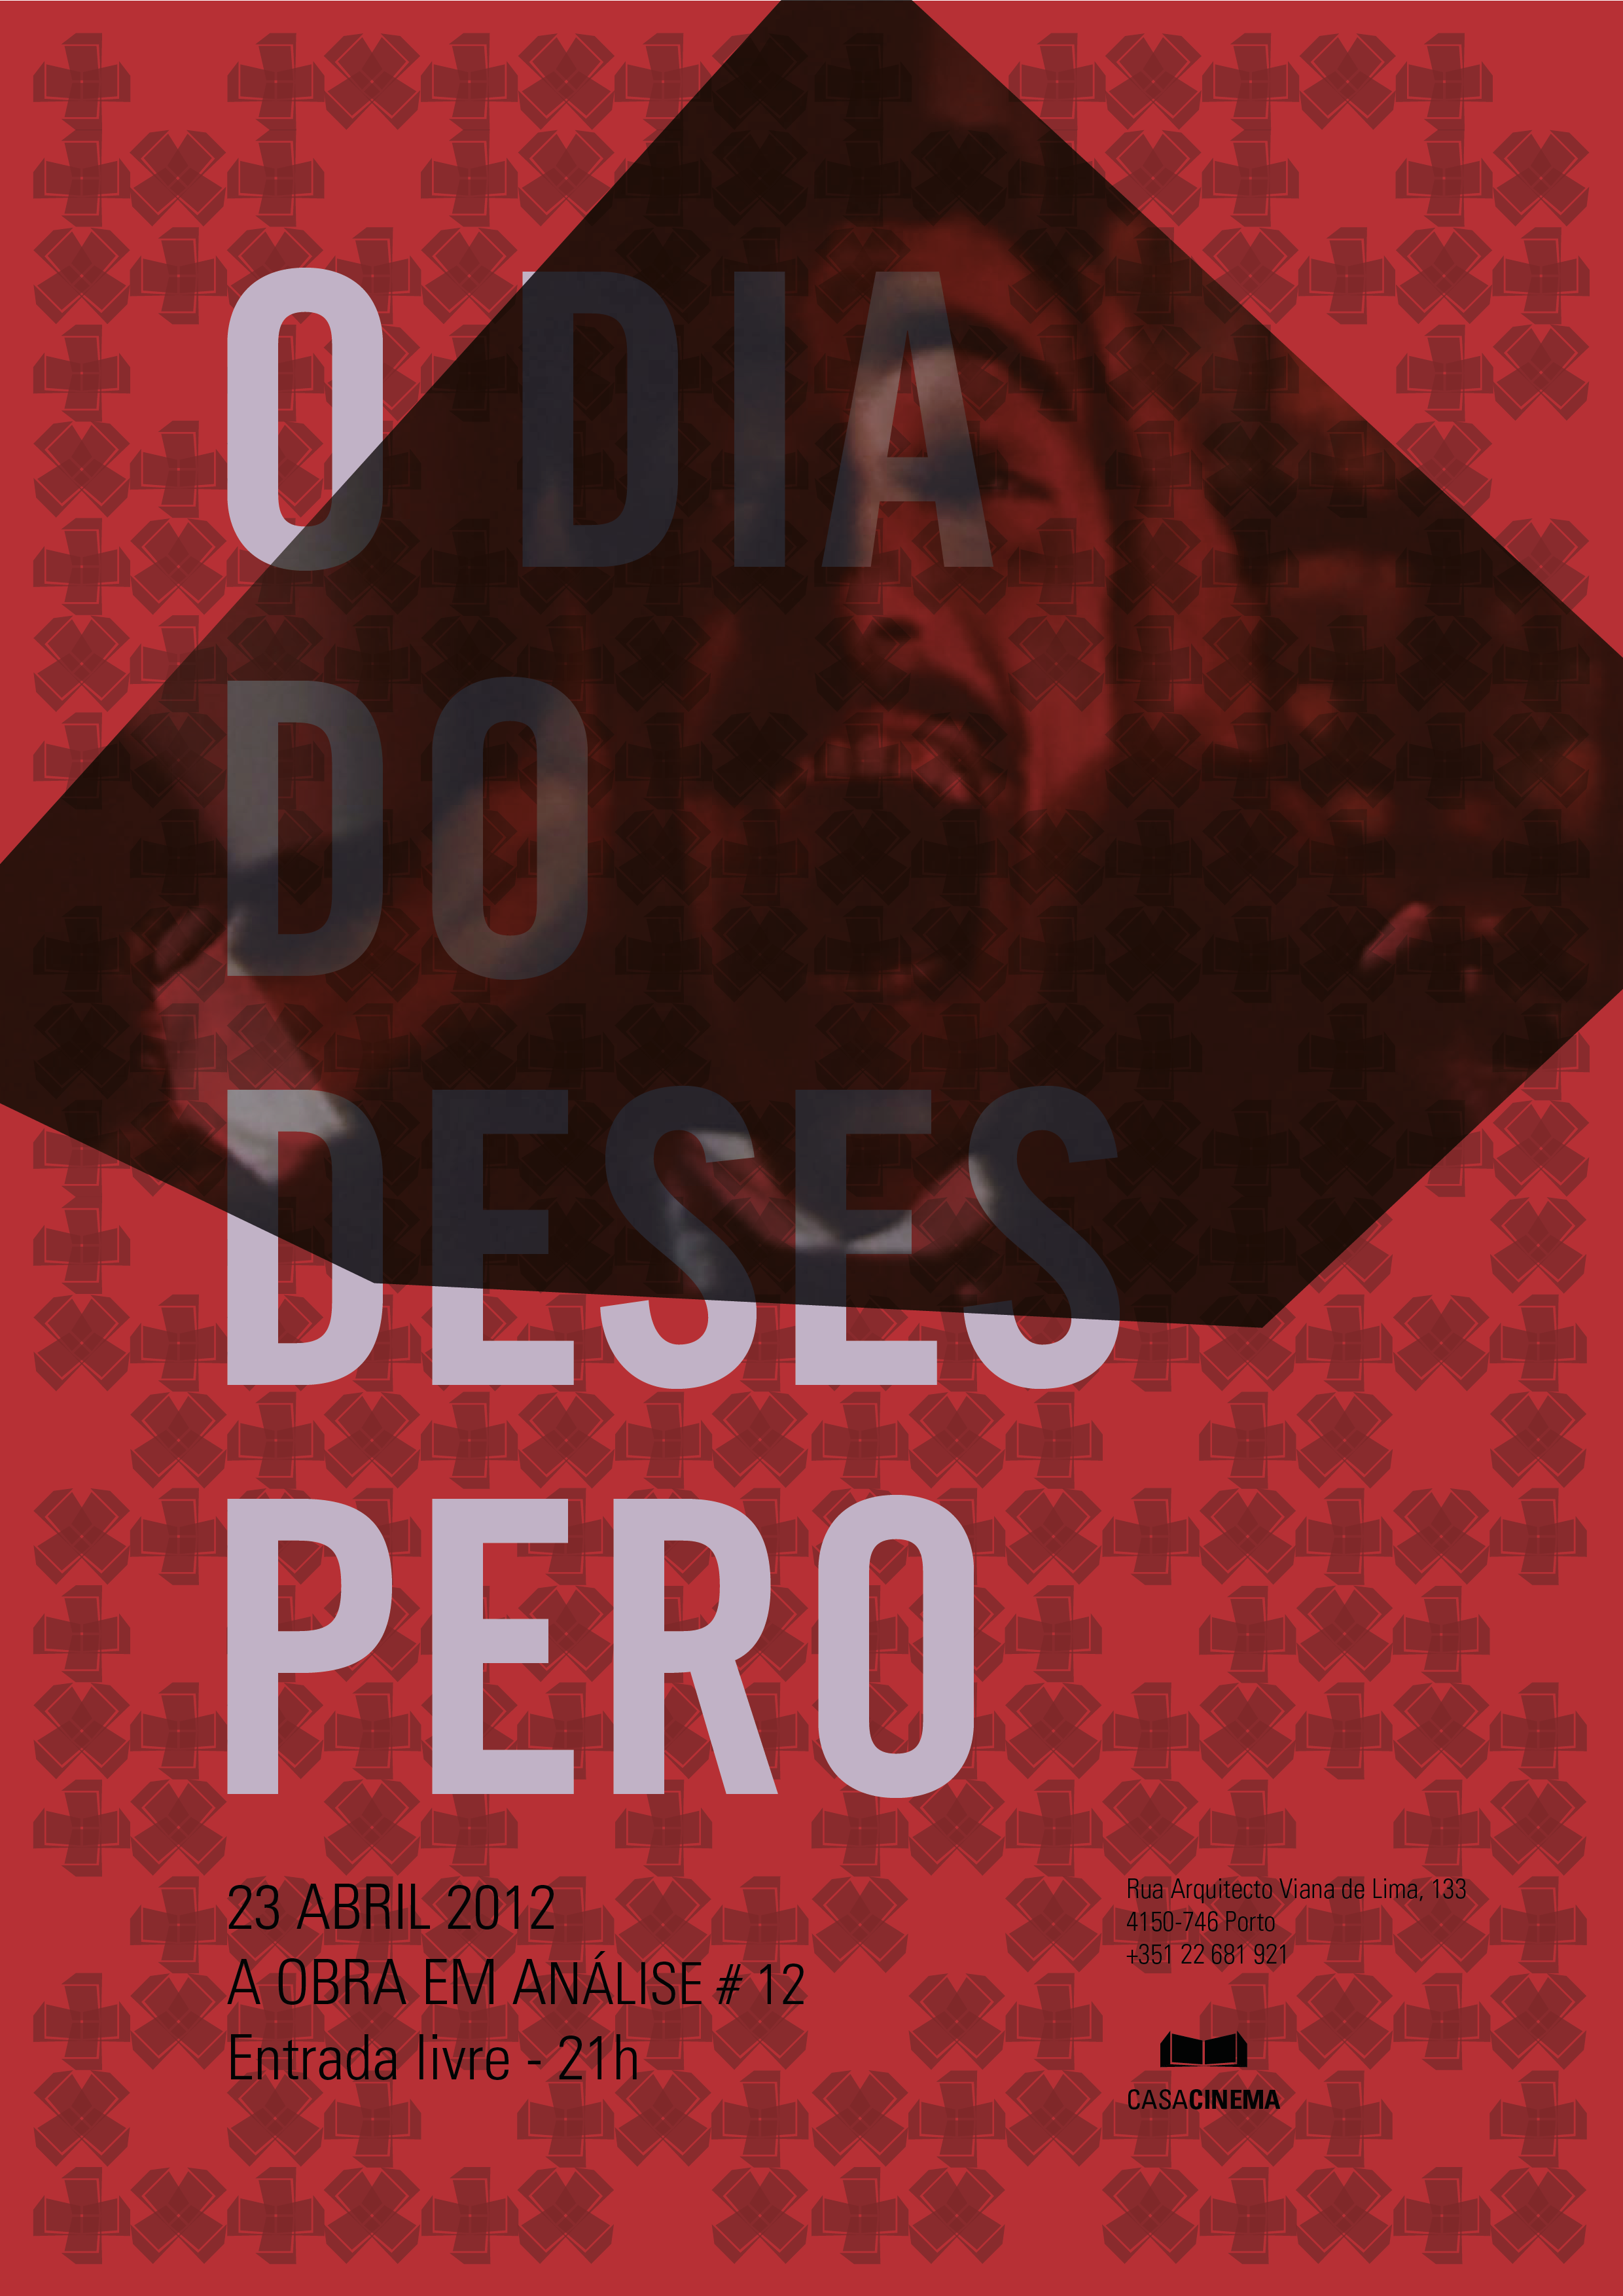 O DIA
DO
DESES
PERO
23 ABRIL 2012
A OBRA EM ANÁLISE # 12
Entrada livre - 21h
Rua Arquitecto Viana de Lima, 133
4150-746 Porto
+351 22 681 921
CASACINEMA